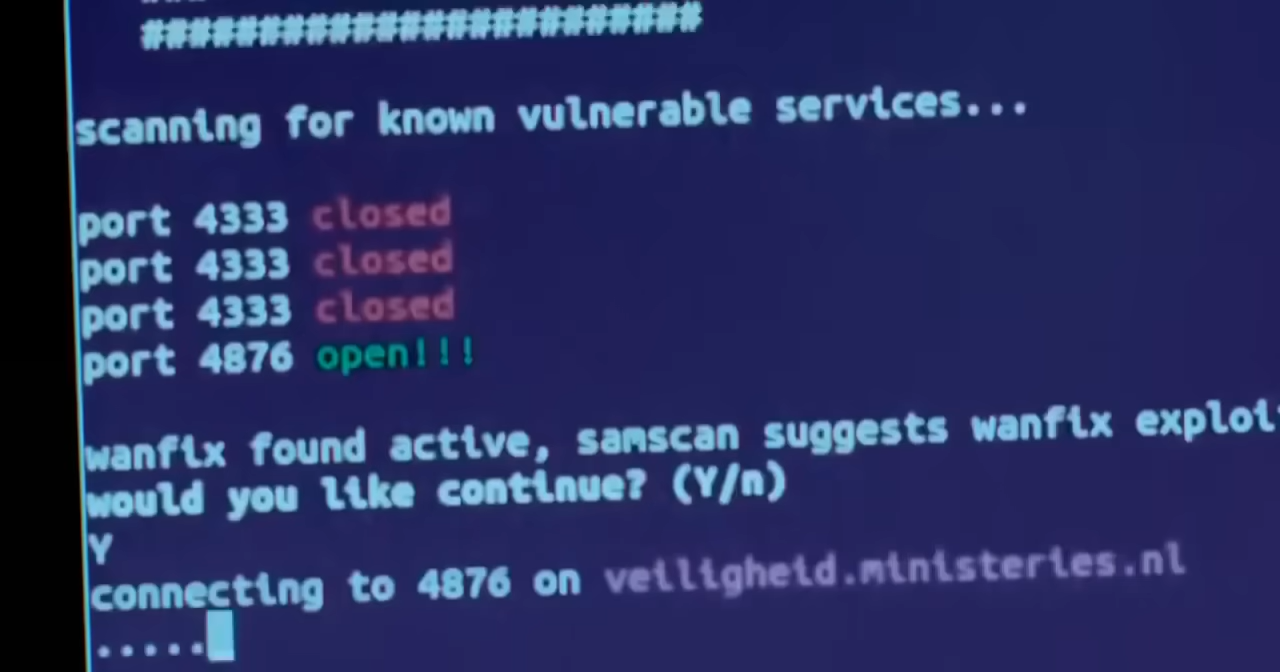 ########################
scanning for known vulnerable services...
port 4333 closed
port 4333 closed
port 4333 closed
port 4876 open!!!
wanfix found active, samscan suggests wanfix exploi
would you like continue? (Y/n)
Y
connecting to 4876 on veiligheid.ministeries.nl
.....